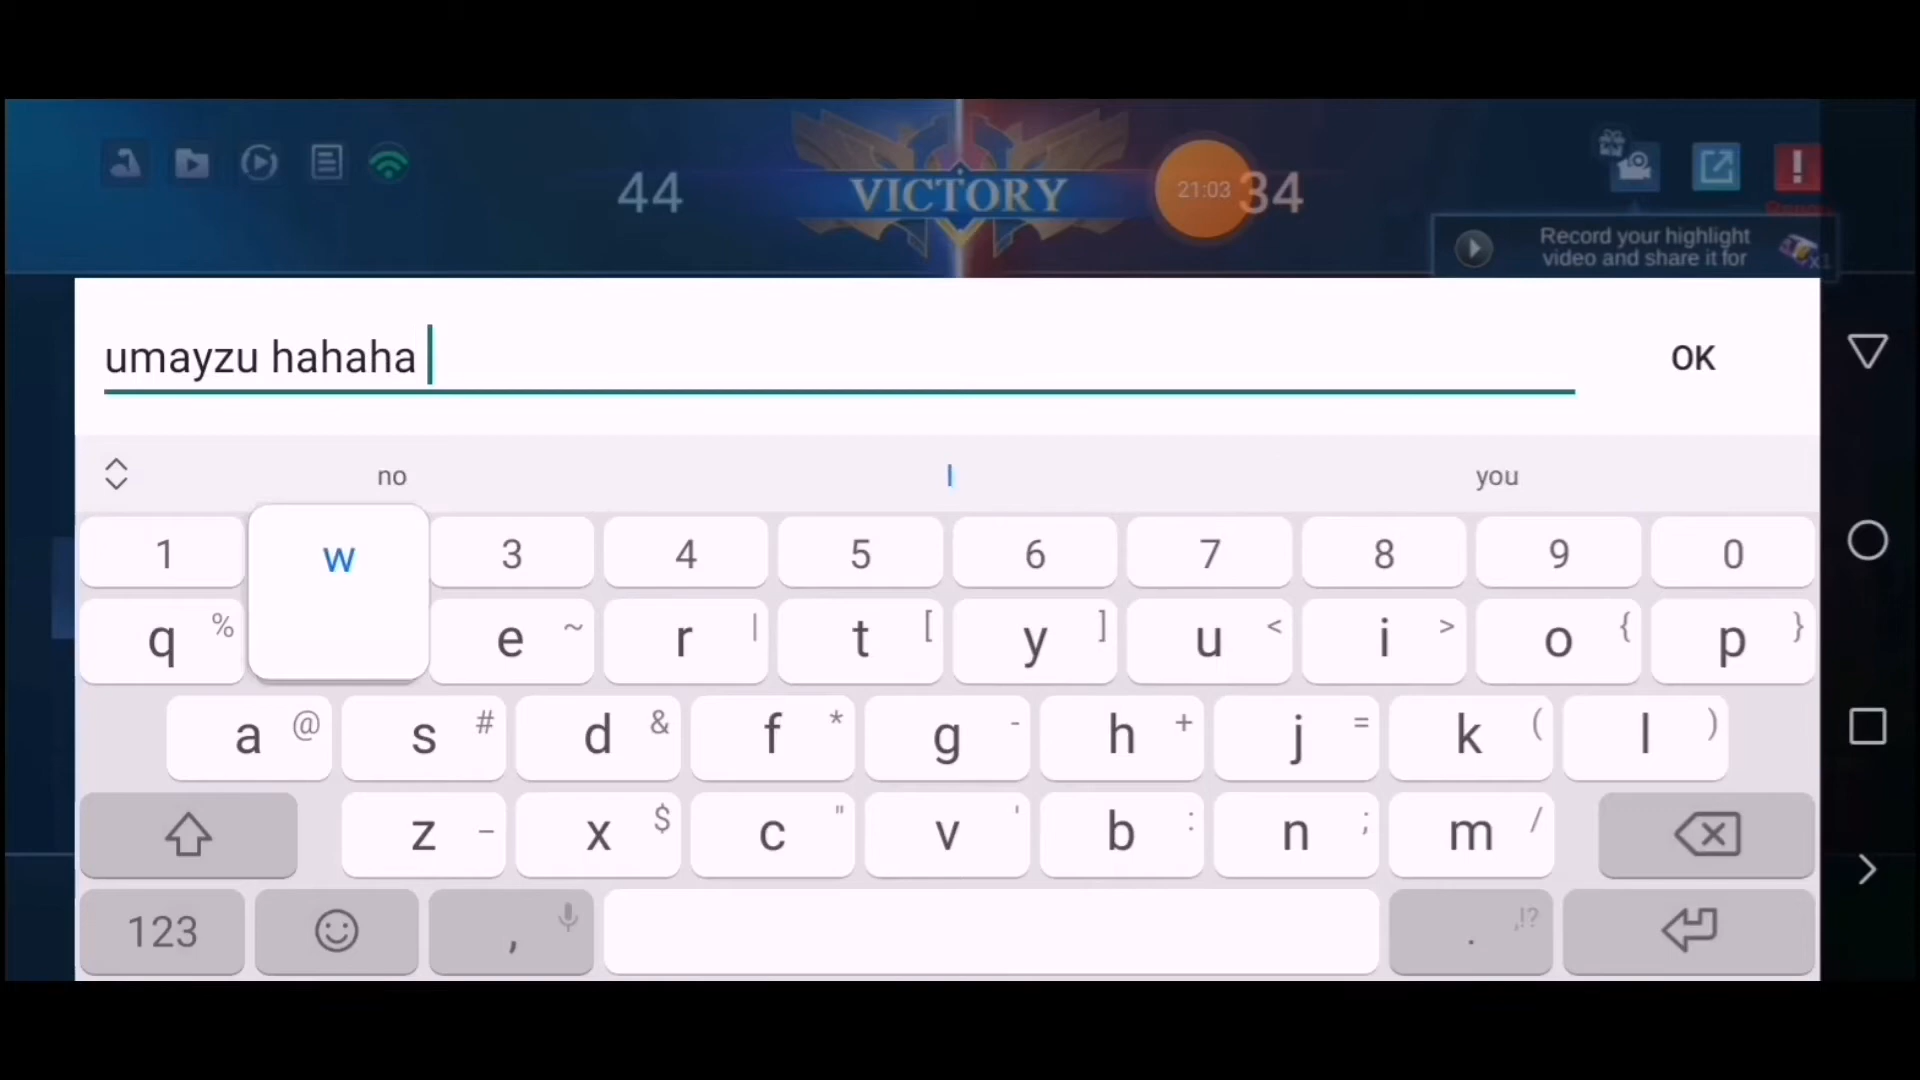 44 VICTORY 21:03 34
Record your highlight
video and share it for
x1
umayzu hahaha
OK
no I you
1 w 3 4 5 6 7 8 9 0
q % e ~ r | t [ y ] u < i > o { p }
a @ s # d & f * g - h + j = k ( l )
z _ x $ c " v ' b : n ; m /
123 , . ,!?